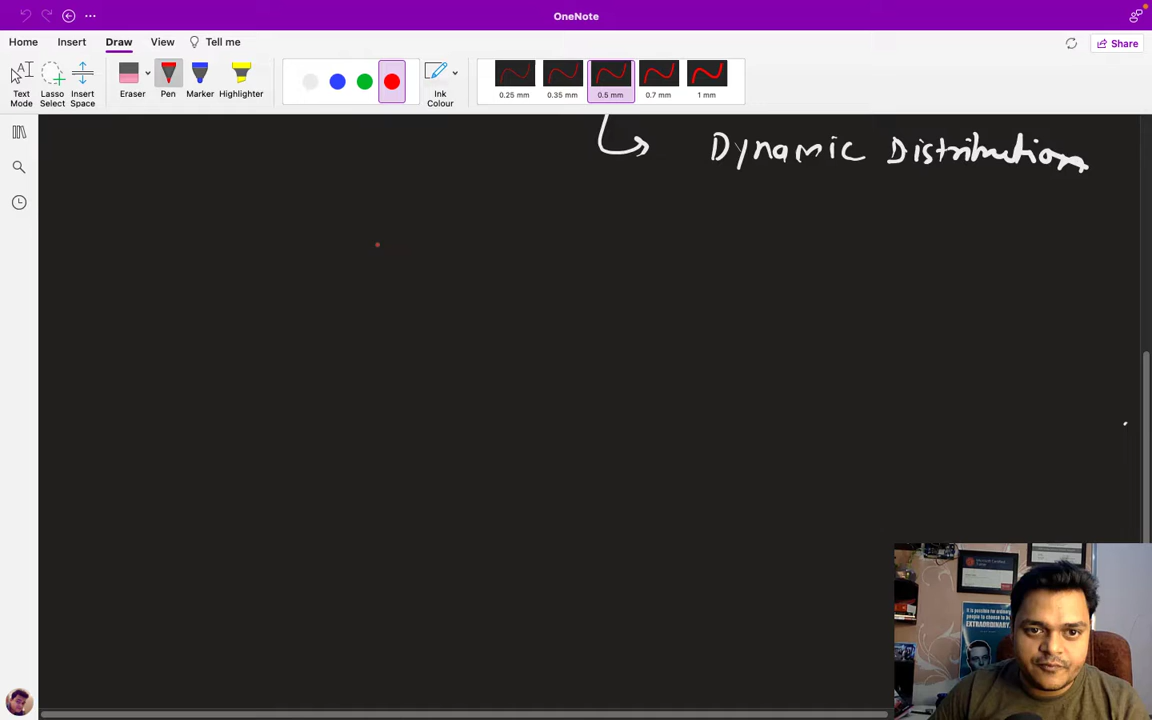 OneNote
Home Insert Draw View Tell me
Share
Text Mode
Lasso Select
Insert Space
Eraser
Pen
Marker
Highlighter
Ink Colour
0.25 mm
0.35 mm
0.5 mm
0.7 mm
1 mm
Dynamic Distribution
EXTRAORDINARY.